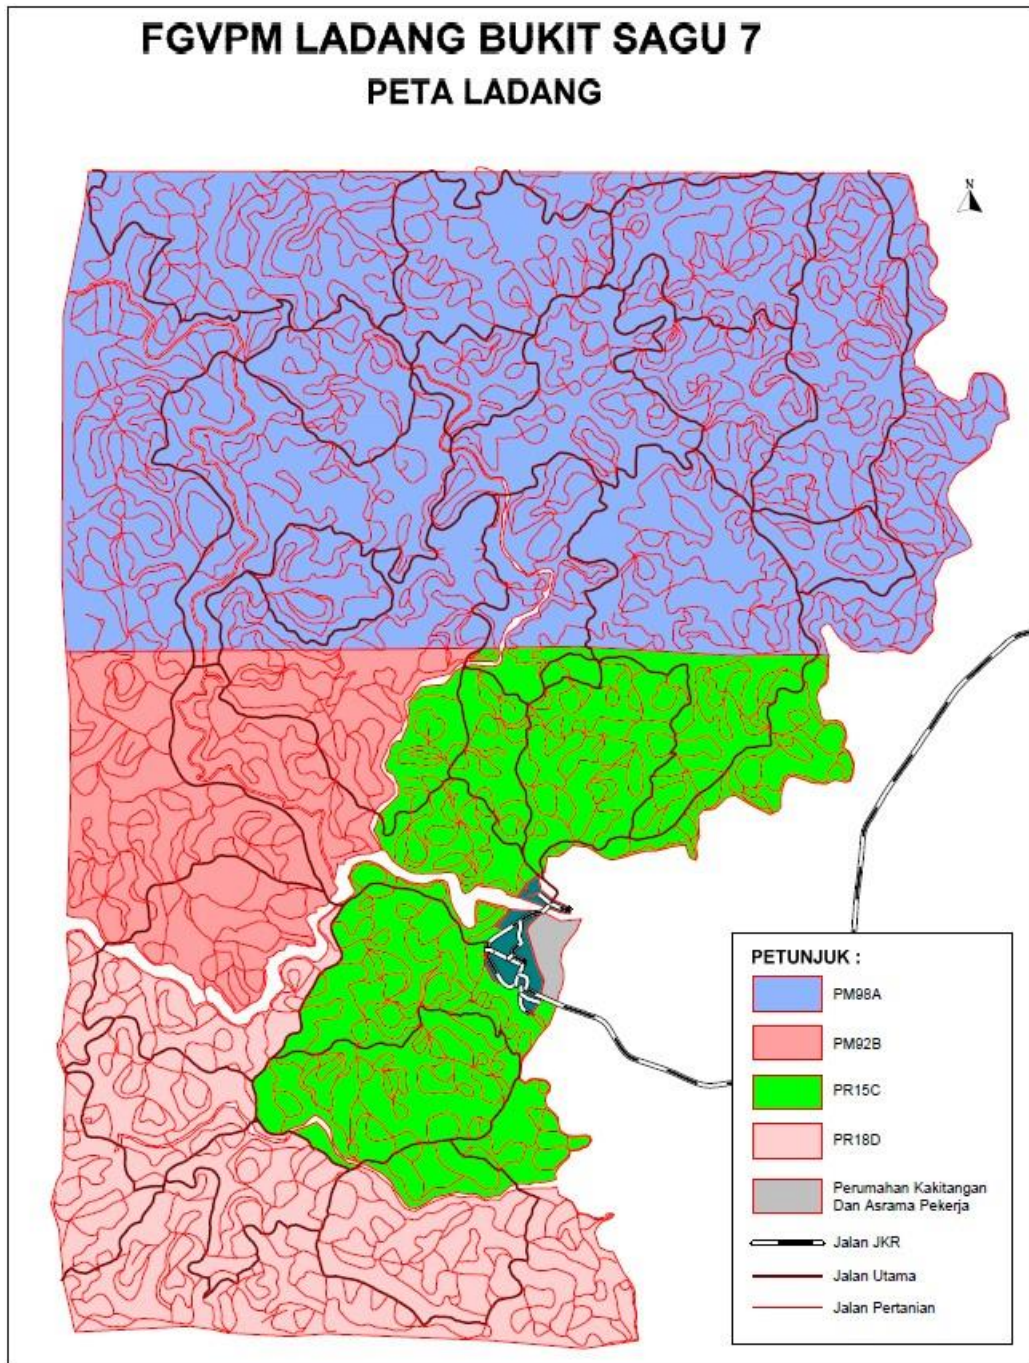 FGVPM LADANG BUKIT SAGU 7
PETA LADANG
N
PETUNJUK :
PM98A
PM92B
PR15C
PR18D
Perumahan Kakitangan
Dan Asrama Pekerja
Jalan JKR
Jalan Utama
Jalan Pertanian